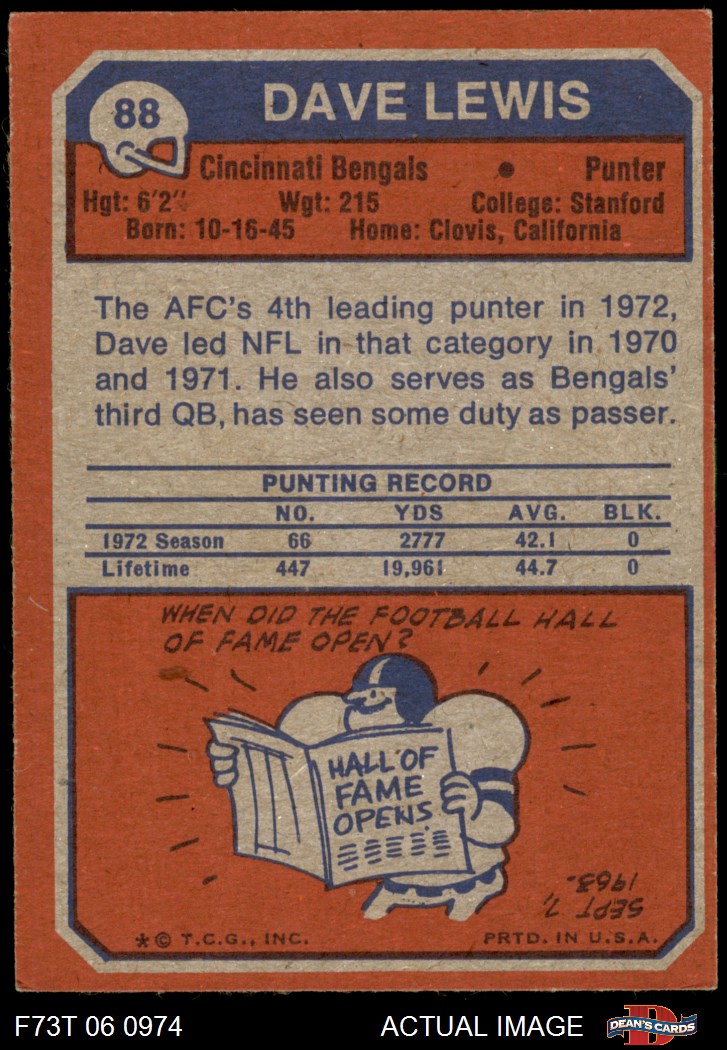 88
DAVE LEWIS
Cincinnati Bengals • Punter
Hgt: 6'2" Wgt: 215 College: Stanford
Born: 10-16-45 Home: Clovis, California
The AFC's 4th leading punter in 1972,
Dave led NFL in that category in 1970
and 1971. He also serves as Bengals'
third QB, has seen some duty as passer.
PUNTING RECORD
NO. YDS AVG. BLK.
1972 Season 66 2777 42.1 0
Lifetime 447 19,961 44.7 0
WHEN DID THE FOOTBALL HALL
OF FAME OPEN?
HALL OF
FAME
OPENS
SEPT 7,
1963.
* © T.C.G., INC. PRTD. IN U.S.A.
F73T 06 0974 ACTUAL IMAGE D DEAN'S CARDS